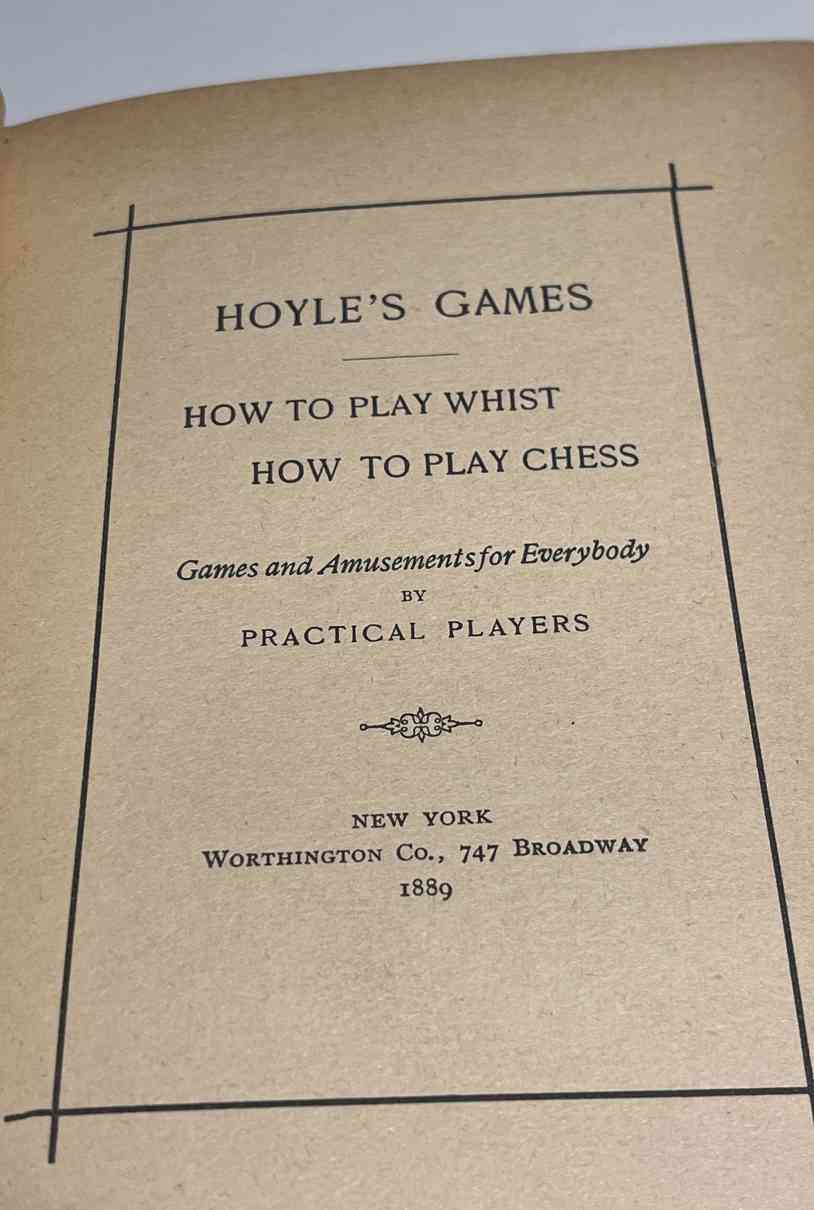 HOYLE'S GAMES
HOW TO PLAY WHIST
HOW TO PLAY CHESS
Games and Amusements for Everybody
BY
PRACTICAL PLAYERS
NEW YORK
WORTHINGTON CO., 747 BROADWAY
1889